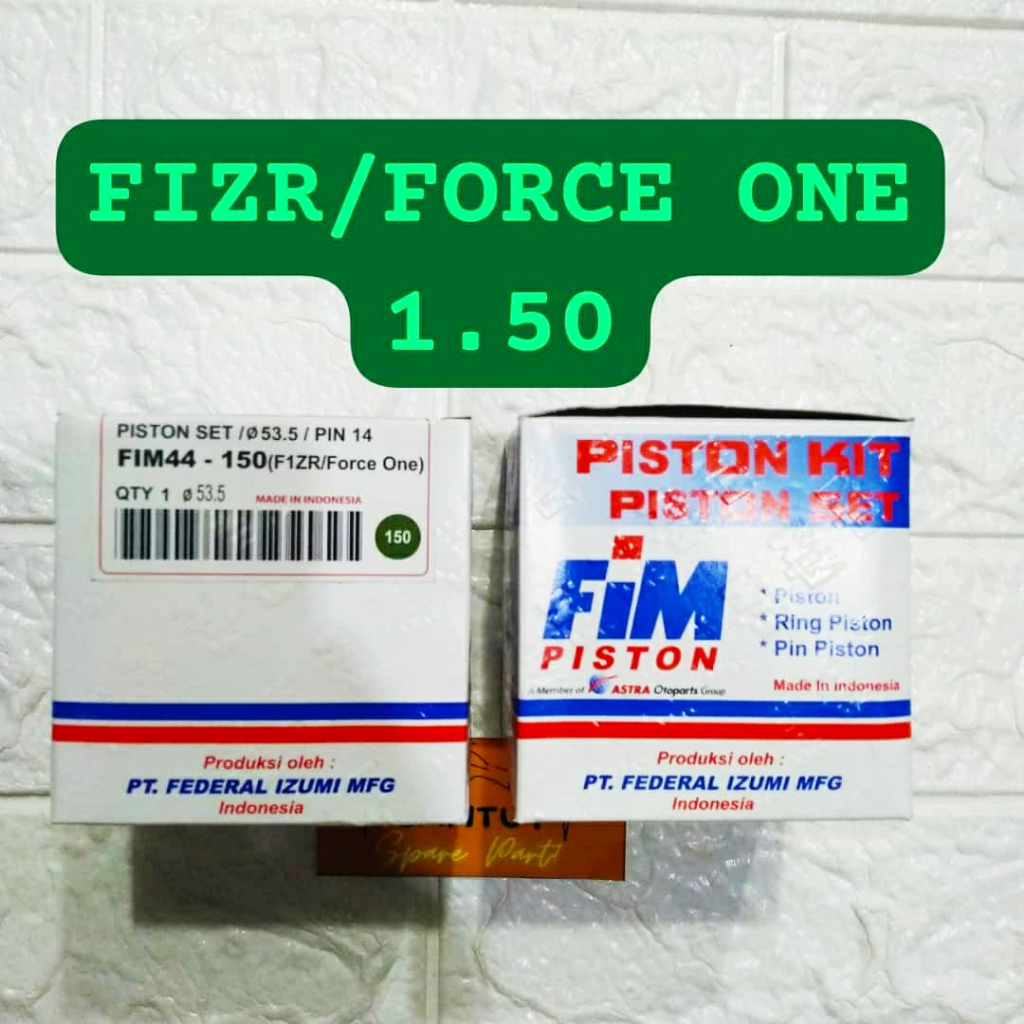 FIZR/FORCE ONE
1.50
PISTON SET /Ø53.5 / PIN 14
FIM44 - 150(F1ZR/Force One)
QTY 1 Ø53.5
MADE IN INDONESIA
150
Produksi oleh :
PT. FEDERAL IZUMI MFG
Indonesia
PISTON KIT
PISTON SET
FiM
PISTON
A Member of ASTRA Otoparts Group
* Piston
* Ring Piston
* Pin Piston
Made In indonesia
Produksi oleh :
PT. FEDERAL IZUMI MFG
Indonesia
Spare Part